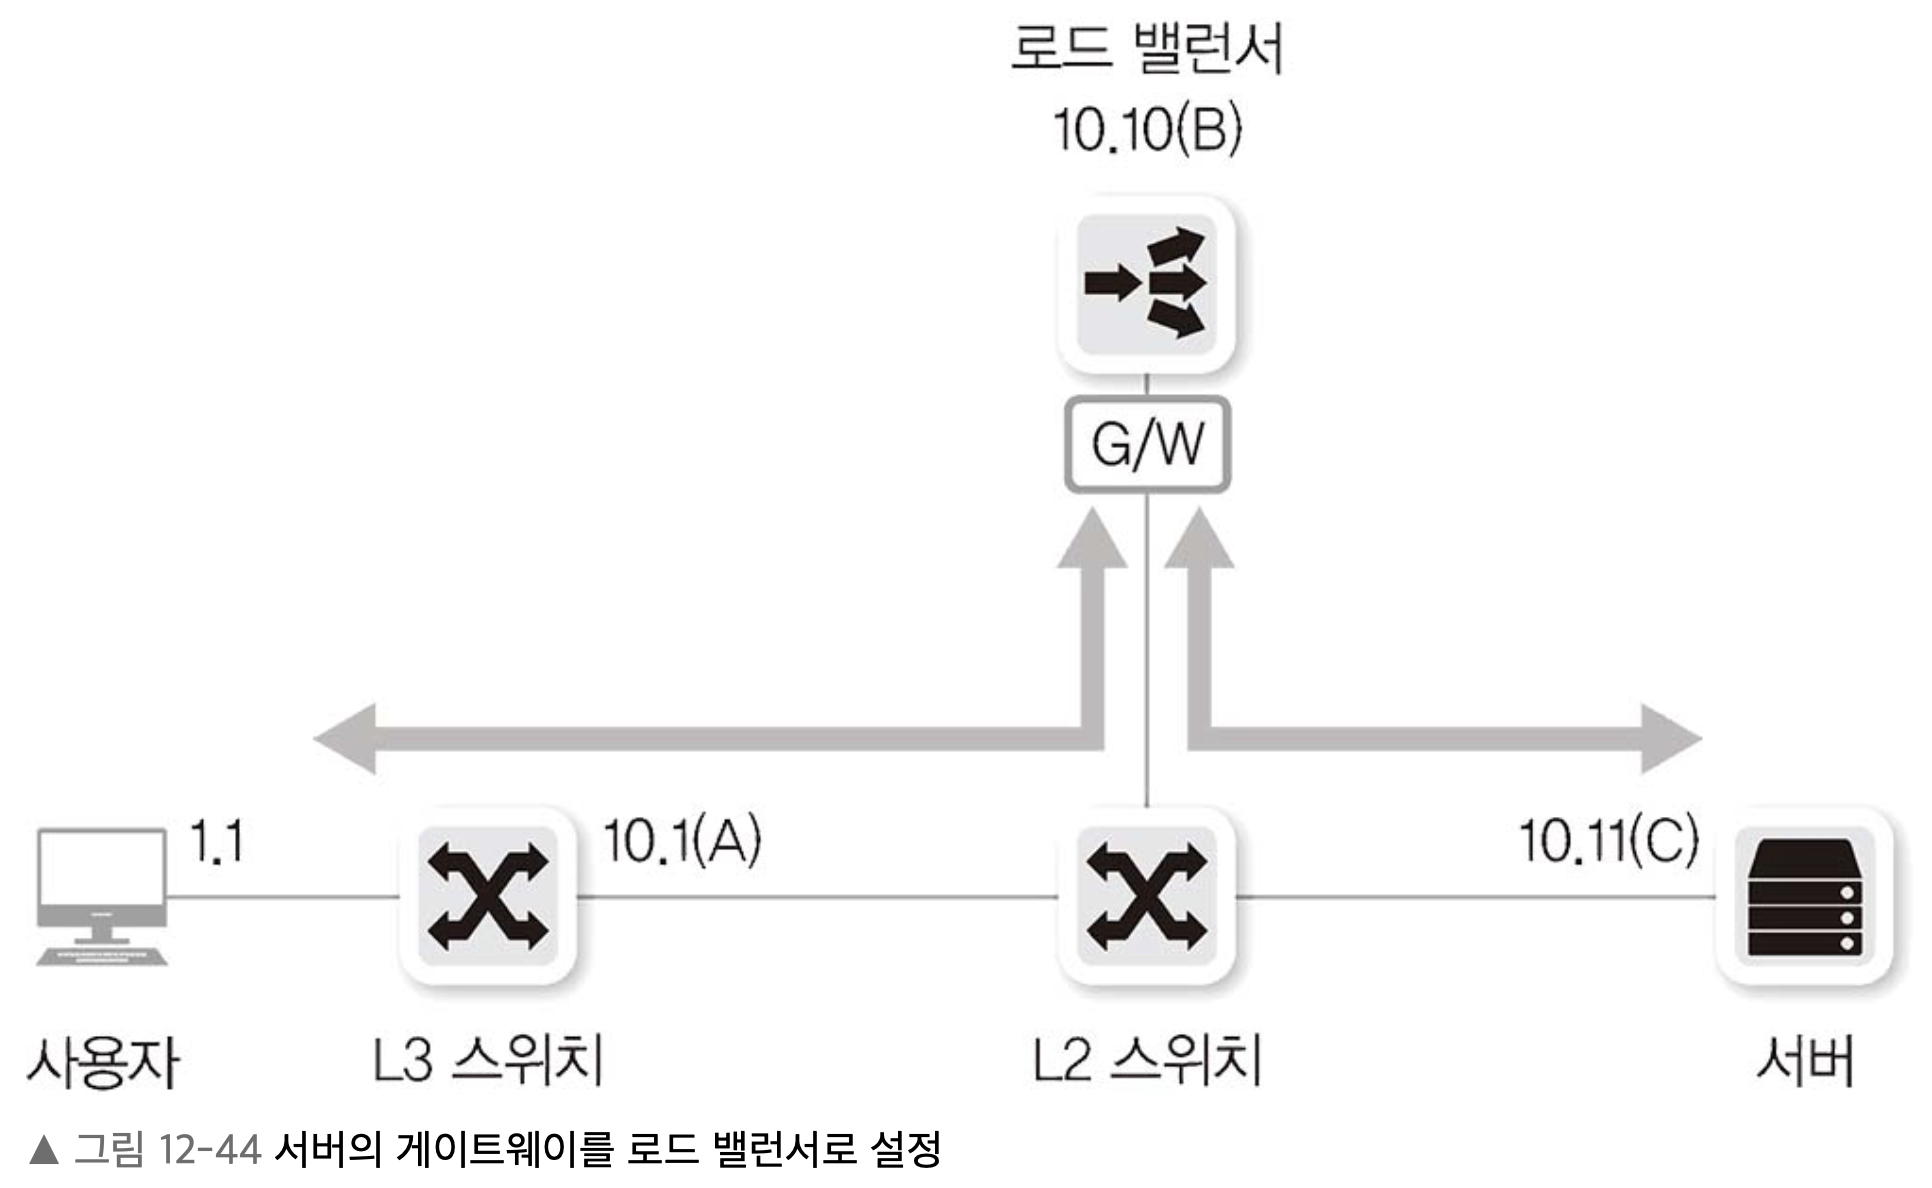 로드 밸런서
10.10(B)
G/W
1.1
10.1(A)
10.11(C)
사용자
L3 스위치
L2 스위치
서버
▲ 그림 12-44 서버의 게이트웨이를 로드 밸런서로 설정